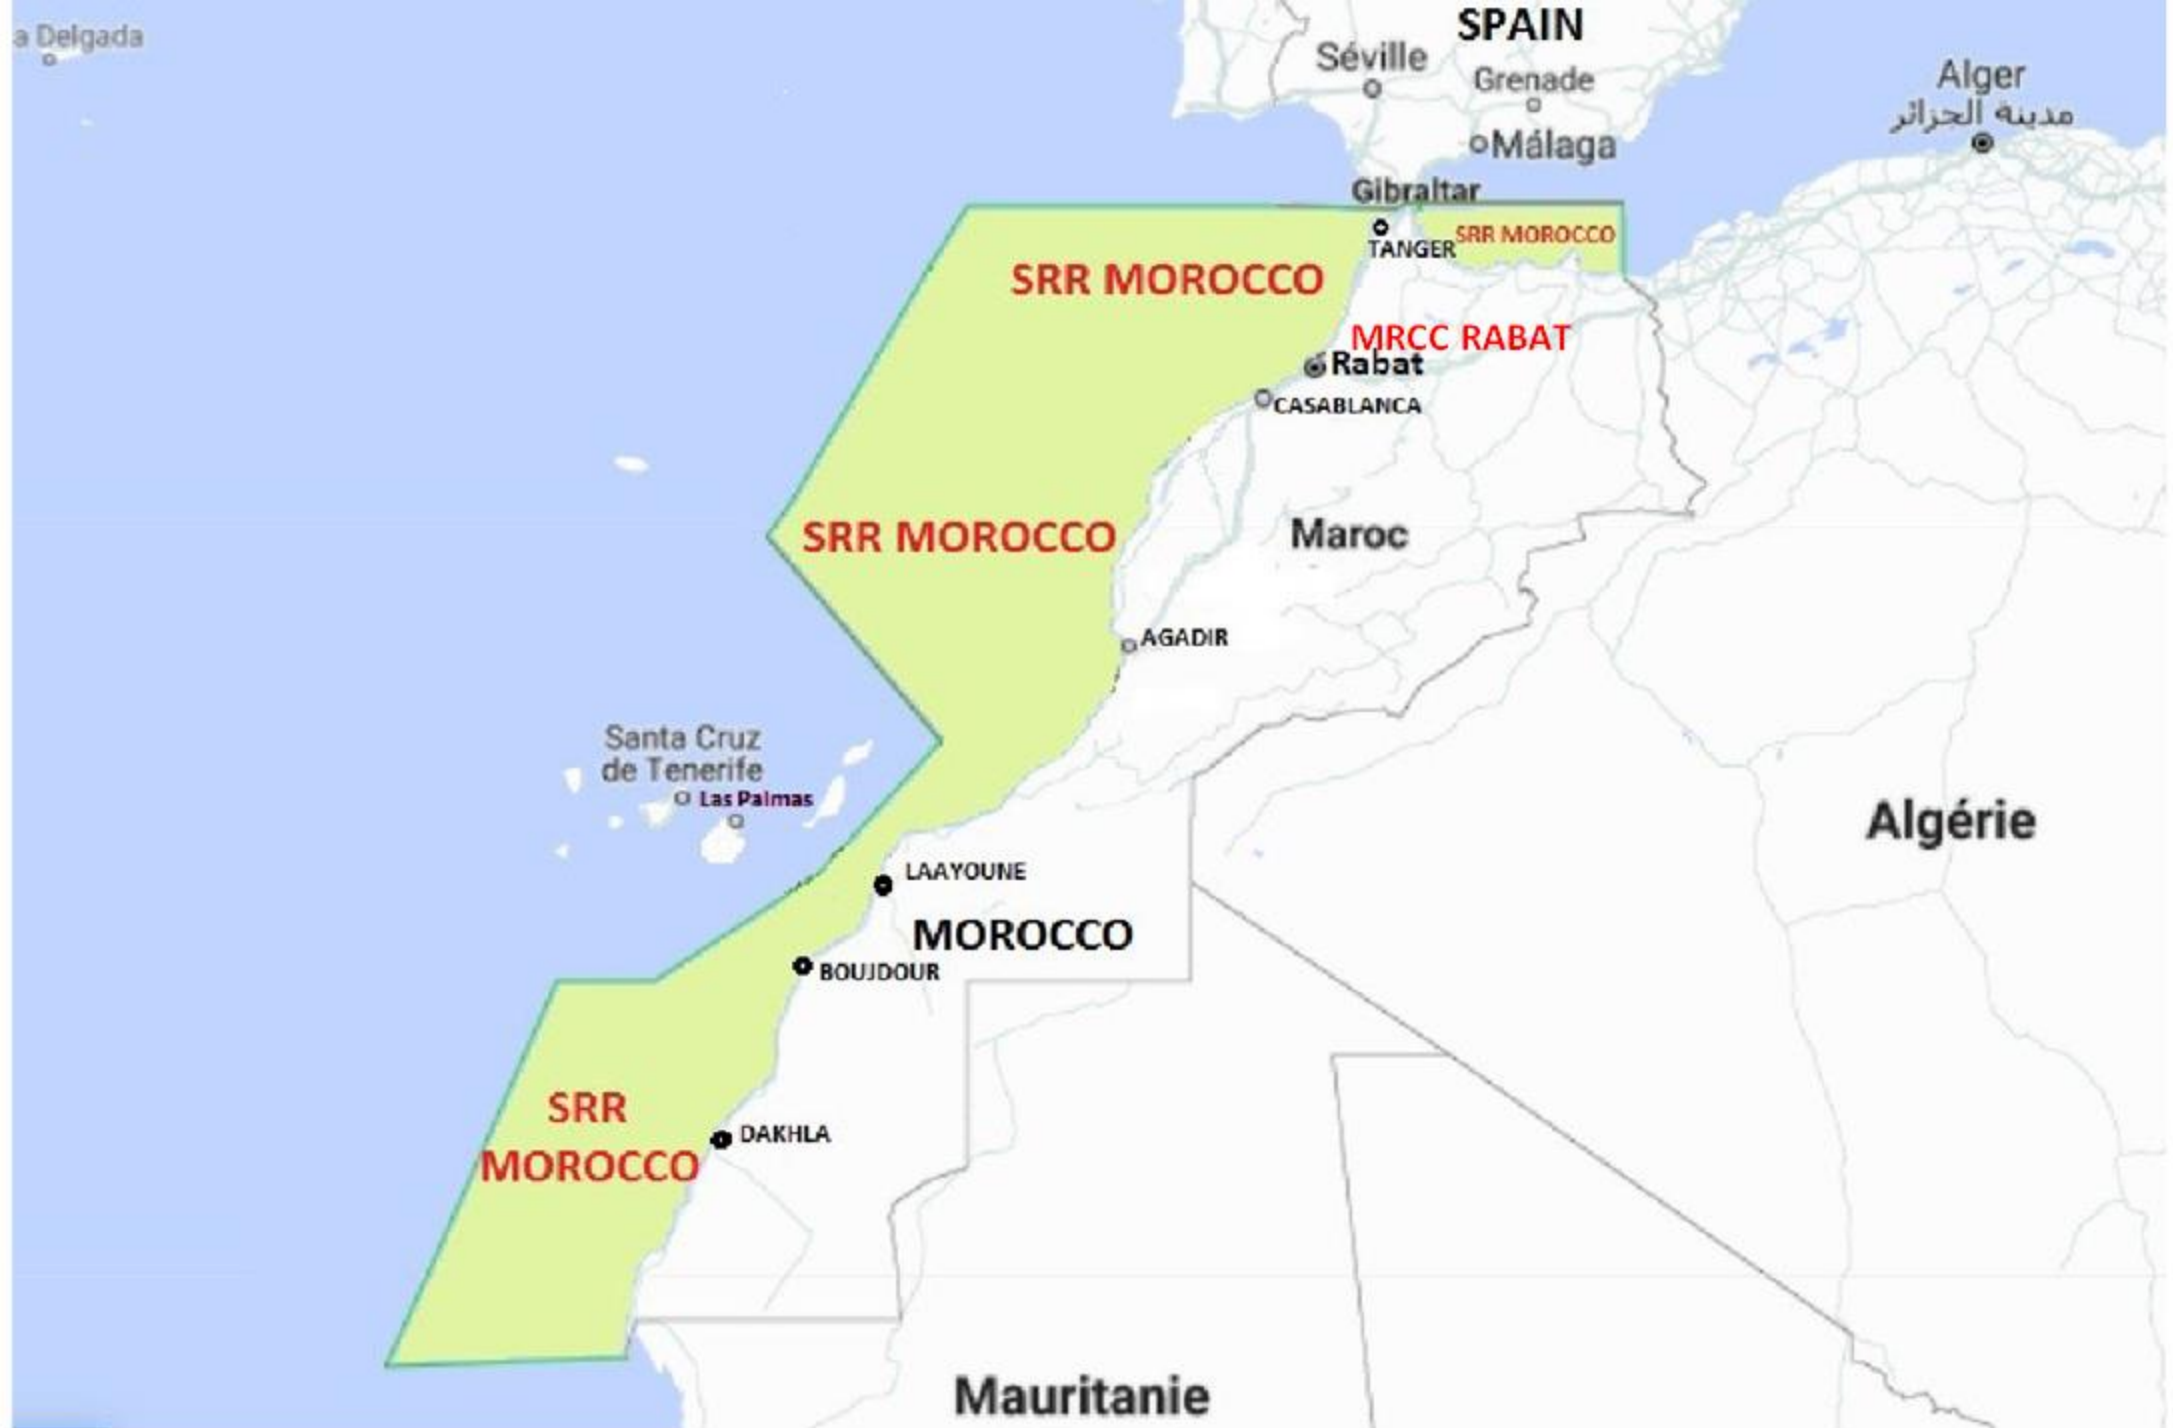 a Delgada
SPAIN
Séville
Grenade
Málaga
Alger
مدينة الجزائر
Gibraltar
TANGER
SRR MOROCCO
SRR MOROCCO
MRCC RABAT
Rabat
CASABLANCA
SRR MOROCCO
Maroc
AGADIR
Santa Cruz
de Tenerife
Las Palmas
Algérie
LAAYOUNE
MOROCCO
BOUJDOUR
SRR
MOROCCO
DAKHLA
Mauritanie